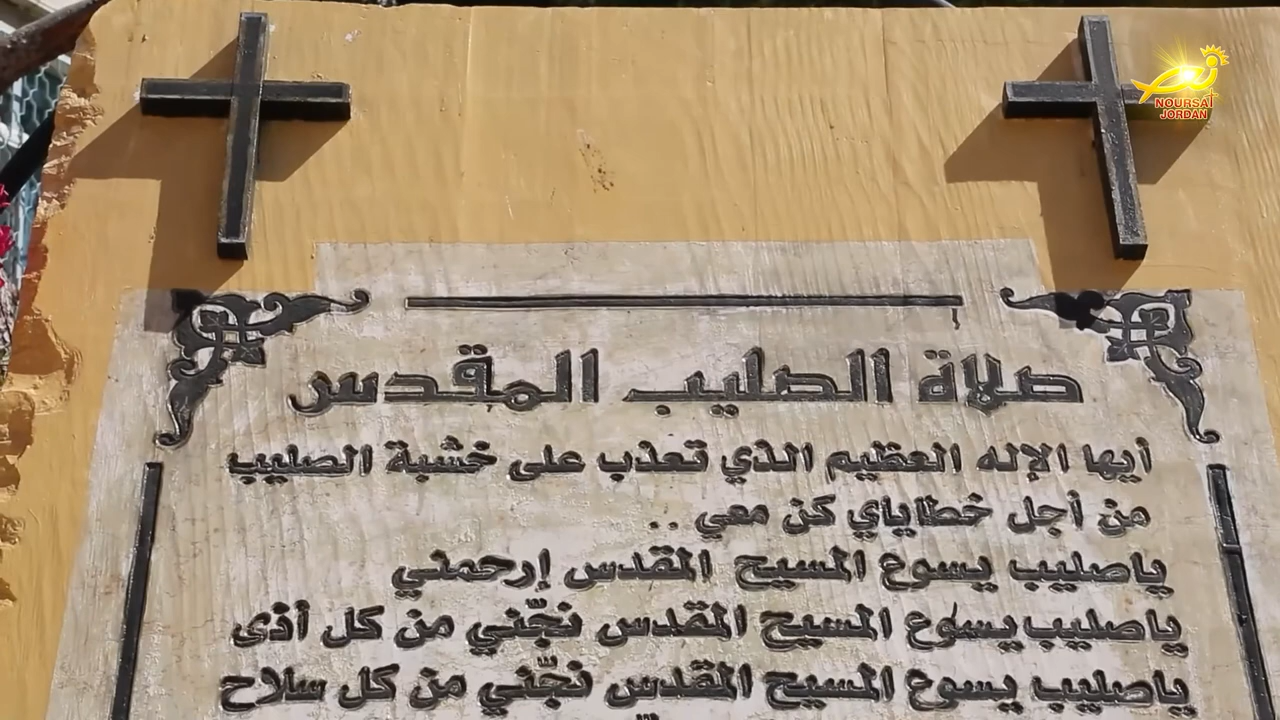 NOURSAT
JORDAN
صلاة الصليب المقدس
أيها الإله العظيم الذي تعذب على خشبة الصليب
من أجل خطاياي كن معي ..
ياصليب يسوع المسيح المقدس إرحمني
ياصليب يسوع المسيح المقدس نجّني من كل أذى
ياصليب يسوع المسيح المقدس نجّني من كل سلاح